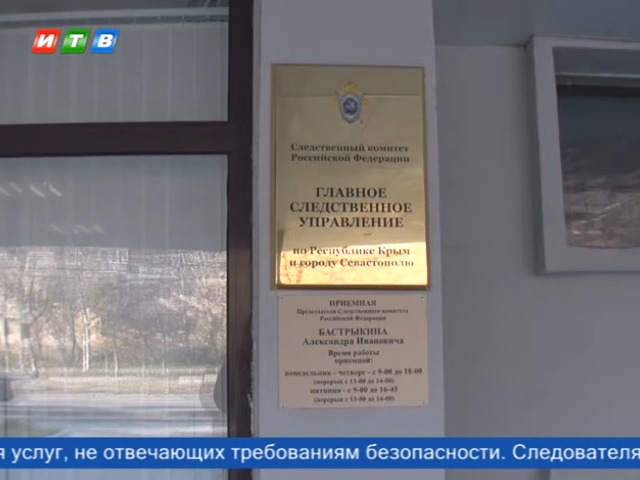 ИТВ
Следственный комитет
Российской Федерации
ГЛАВНОЕ
СЛЕДСТВЕННОЕ
УПРАВЛЕНИЕ
по Республике Крым
и городу Севастополю
ПРИЕМНАЯ
Председателя Следственного комитета
Российской Федерации
БАСТРЫКИНА
Александра Ивановича
Время работы
приемной:
понедельник - четверг - с 9-00 до 18-00
(перерыв с 13-00 до 14-00)
пятница - с 9-00 до 16-45
(перерыв с 13-00 до 14-00)
я услуг, не отвечающих требованиям безопасности. Следователя